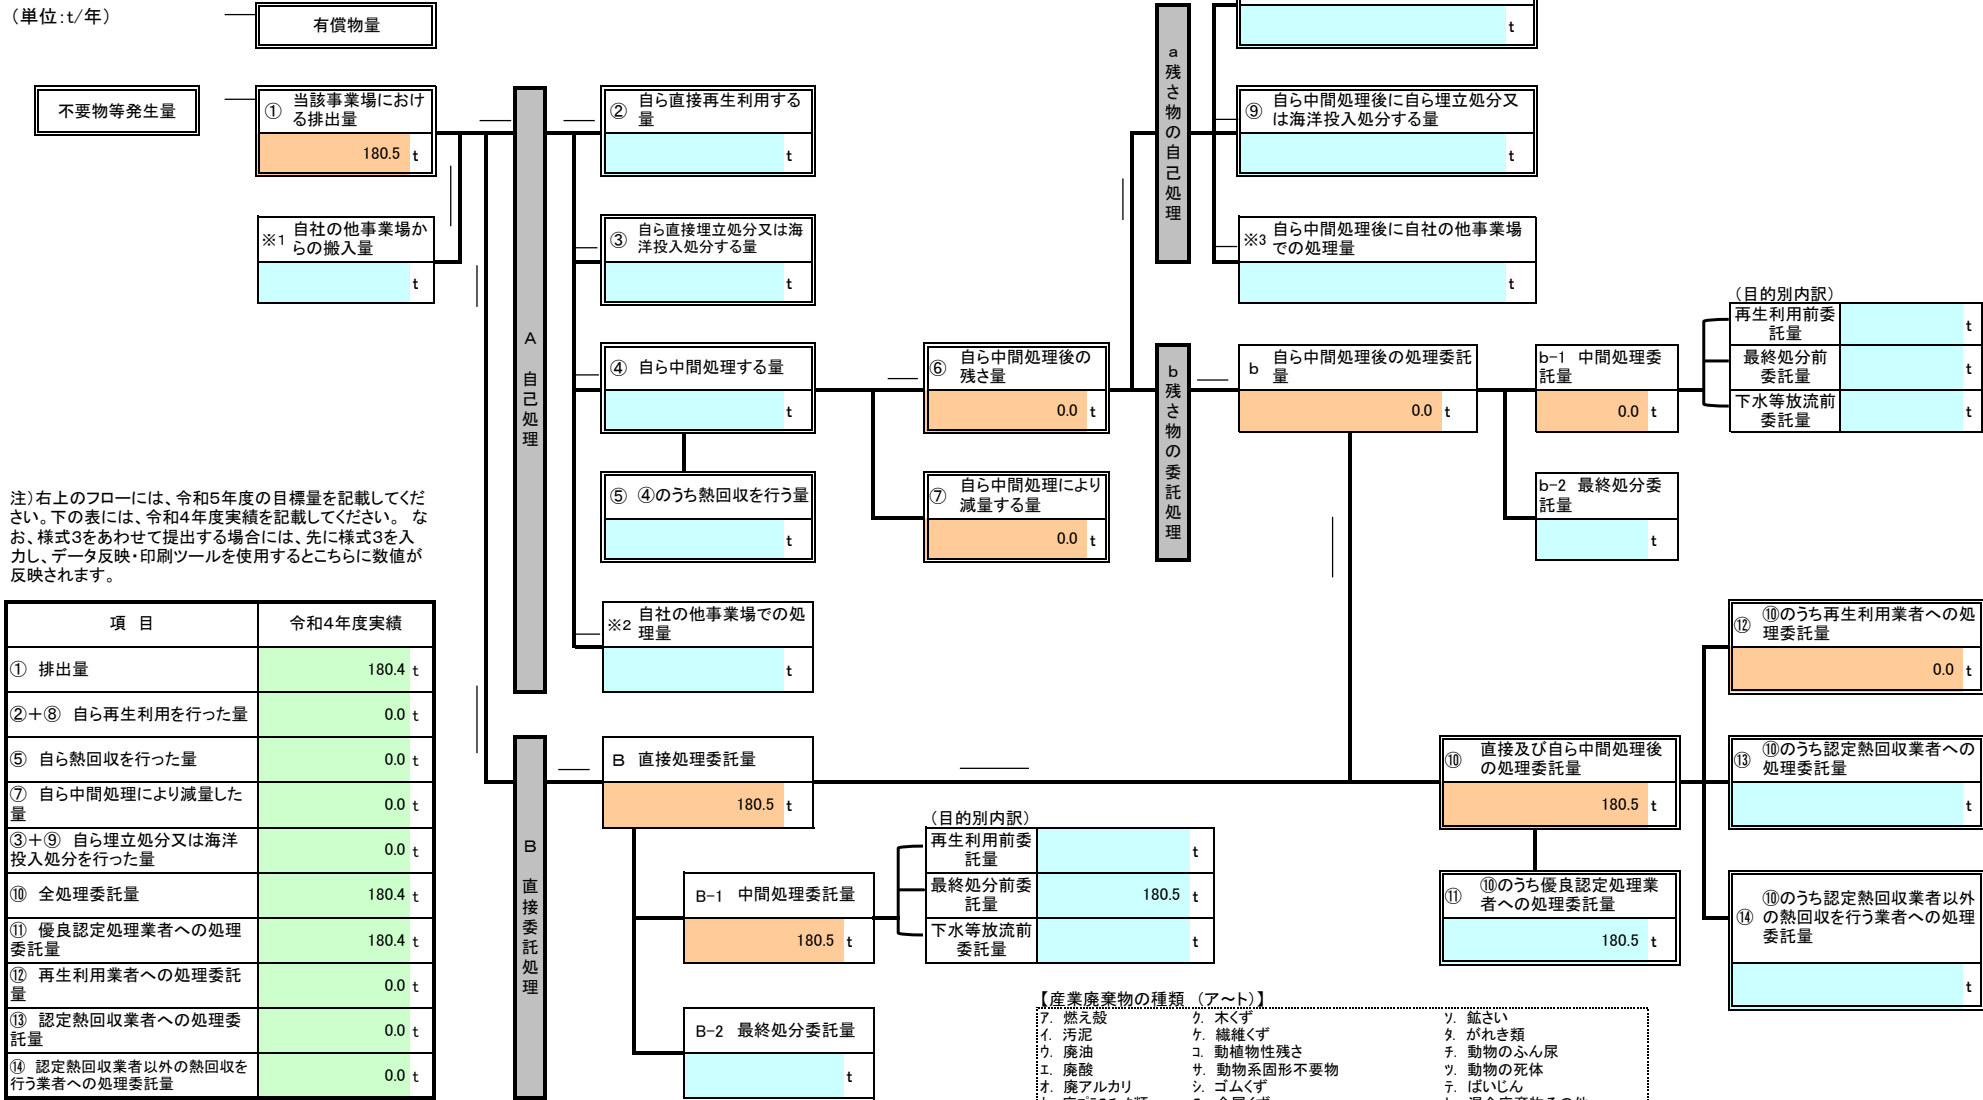 （単位:t/年）
有償物量
t
不要物等発生量
① 当該事業場におけ
る排出量
180.5 t
※1 自社の他事業場か
らの搬入量
t
A 自己処理
② 自ら直接再生利用する
量
t
③ 自ら直接埋立処分又は海
洋投入処分する量
t
④ 自ら中間処理する量
t
⑤ ④のうち熱回収を行う量
t
※2 自社の他事業場での処
理量
t
⑥ 自ら中間処理後の
残さ量
0.0 t
⑦ 自ら中間処理により
減量する量
0.0 t
a 残さ物の自己処理
⑨ 自ら中間処理後に自ら埋立処分又
は海洋投入処分する量
t
※3 自ら中間処理後に自社の他事業場
での処理量
t
b 残さ物の委託処理
b 自ら中間処理後の処理委託
量
0.0 t
b-1 中間処理委
託量
0.0 t
b-2 最終処分委
託量
t
（目的別内訳）
再生利用前委
託量
t
最終処分前
委託量
t
下水等放流前
委託量
t
注）右上のフローには、令和5年度の目標量を記載してくだ
さい。下の表には、令和4年度実績を記載してください。 な
お、様式3をあわせて提出する場合には、先に様式3を入
力し、データ反映・印刷ツールを使用するとこちらに数値が
反映されます。
項 目 令和4年度実績
① 排出量 180.4 t
②＋⑧ 自ら再生利用を行った量 0.0 t
⑤ 自ら熱回収を行った量 0.0 t
⑦ 自ら中間処理により減量した
量 0.0 t
③＋⑨ 自ら埋立処分又は海洋
投入処分を行った量 0.0 t
⑩ 全処理委託量 180.4 t
⑪ 優良認定処理業者への処理
委託量 180.4 t
⑫ 再生利用業者への処理委託
量 0.0 t
⑬ 認定熱回収業者への処理委
託量 0.0 t
⑭ 認定熱回収業者以外の熱回収を
行う業者への処理委託量 0.0 t
B 直接委託処理
B 直接処理委託量
180.5 t
B-1 中間処理委託量
180.5 t
B-2 最終処分委託量
t
（目的別内訳）
再生利用前委
託量
t
最終処分前委
託量
180.5 t
下水等放流前
委託量
t
⑩ 直接及び自ら中間処理後
の処理委託量
180.5 t
⑪ ⑩のうち優良認定処理業
者への処理委託量
180.5 t
⑫ ⑩のうち再生利用業者への処
理委託量
0.0 t
⑬ ⑩のうち認定熱回収業者への
処理委託量
t
⑭ ⑩のうち認定熱回収業者以外
の熱回収を行う業者への処理
委託量
t
【産業廃棄物の種類 （ア～ト）】
ア. 燃え殻 ク. 木くず ソ. 鉱さい
イ. 汚泥 ケ. 繊維くず タ. がれき類
ウ. 廃油 コ. 動植物性残さ チ. 動物のふん尿
エ. 廃酸 サ. 動物系固形不要物 ツ. 動物の死体
オ. 廃アルカリ シ. ゴムくず テ. ばいじん